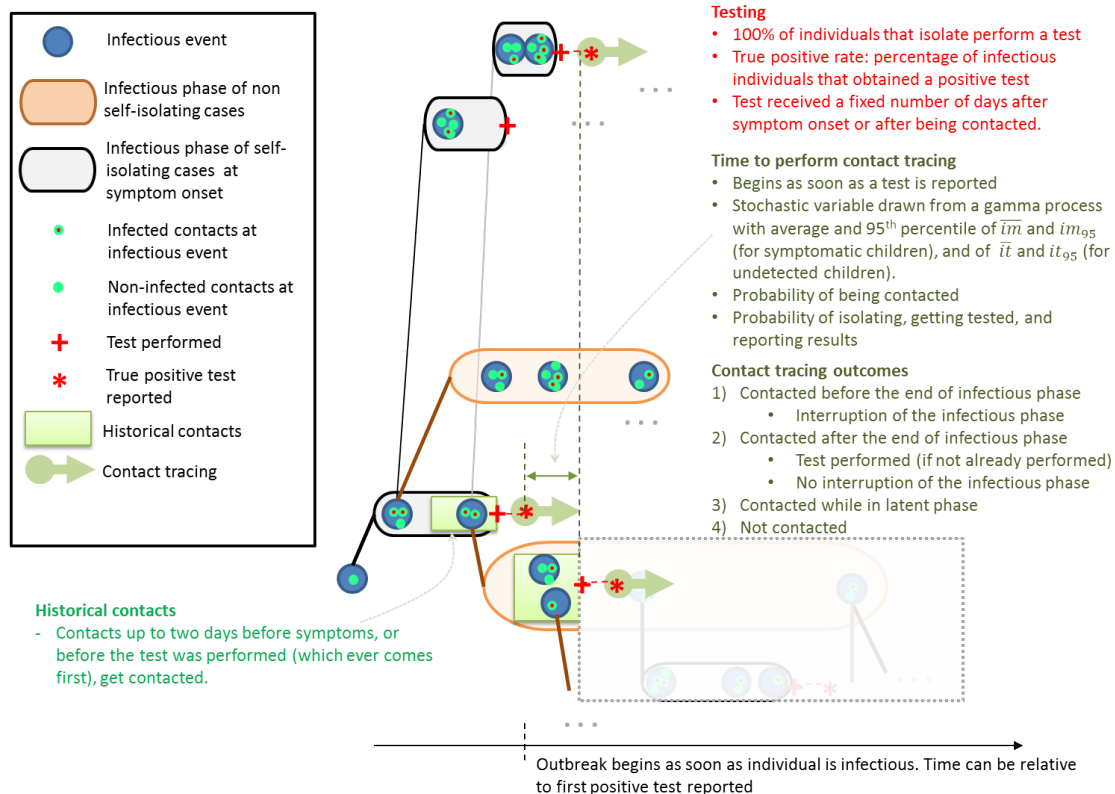 Infectious event
Infectious phase of non
self-isolating cases
Infectious phase of self-
isolating cases at
symptom onset
Infected contacts at
infectious event
Non-infected contacts at
infectious event
Test performed
True positive test
reported
Historical contacts
Contact tracing
Testing
• 100% of individuals that isolate perform a test
• True positive rate: percentage of infectious
individuals that obtained a positive test
• Test received a fixed number of days after
symptom onset or after being contacted.
Time to perform contact tracing
• Begins as soon as a test is reported
• Stochastic variable drawn from a gamma process
with average and 95th percentile of \overline{im} and im₉₅
(for symptomatic children), and of \overline{it} and it₉₅ (for
undetected children).
• Probability of being contacted
• Probability of isolating, getting tested, and
reporting results
Contact tracing outcomes
1) Contacted before the end of infectious phase
• Interruption of the infectious phase
2) Contacted after the end of infectious phase
• Test performed (if not already performed)
• No interruption of the infectious phase
3) Contacted while in latent phase
4) Not contacted
Historical contacts
- Contacts up to two days before symptoms, or
before the test was performed (which ever comes
first), get contacted.
Outbreak begins as soon as individual is infectious. Time can be relative
to first positive test reported